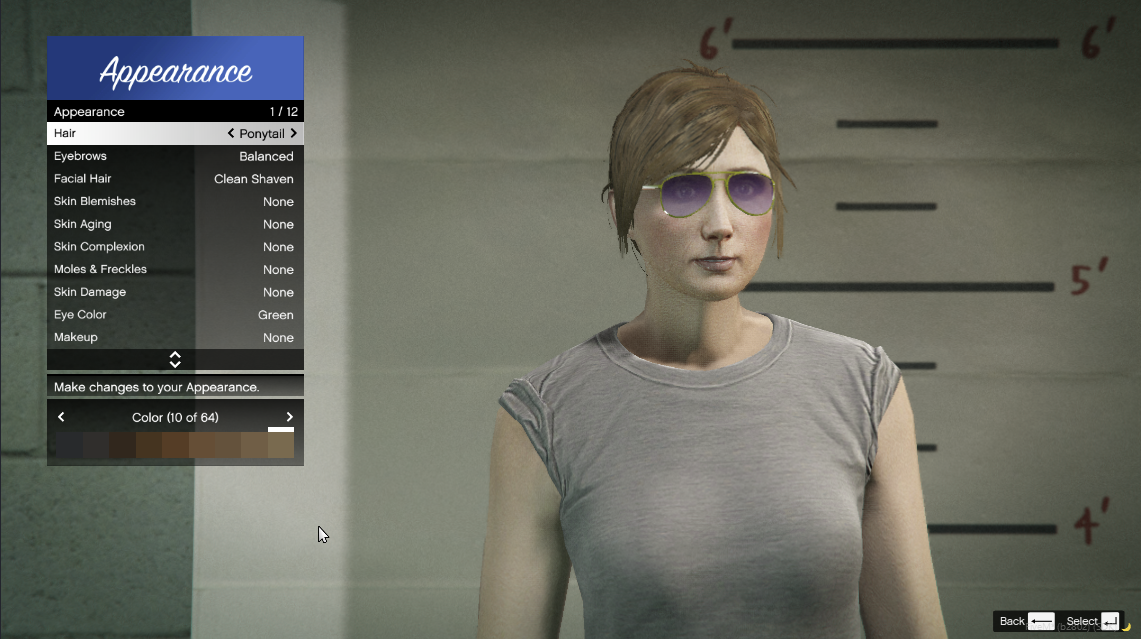 Appearance
Appearance 1 / 12
Hair Ponytail
Eyebrows Balanced
Facial Hair Clean Shaven
Skin Blemishes None
Skin Aging None
Skin Complexion None
Moles & Freckles None
Skin Damage None
Eye Color Green
Makeup None
Make changes to your Appearance.
Color (10 of 64)
6' 6'
5'
4'
Back Select